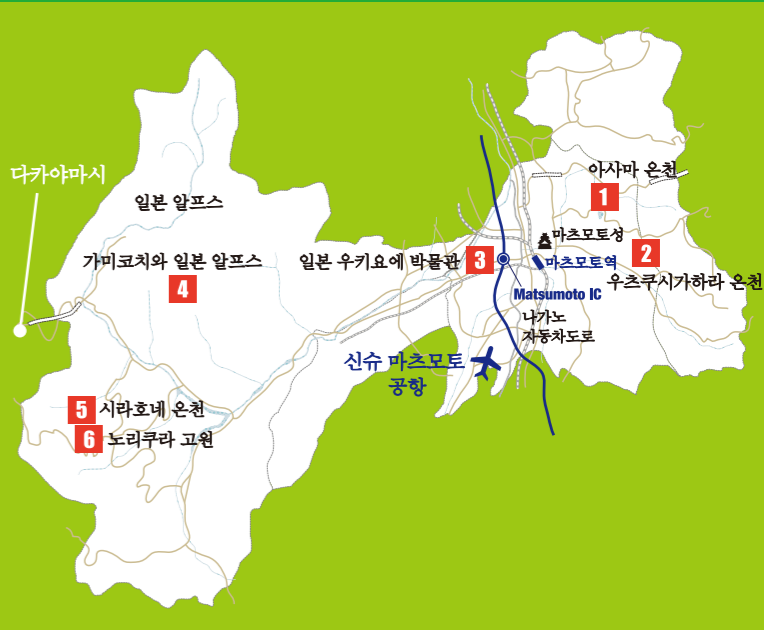 아사마 온천
1
다카야마시
일본 알프스
마츠모토성
2
가미코치와 일본 알프스
4
일본 우키요에 박물관 3
마츠모토역
우츠쿠시가하라 온천
Matsumoto IC
나가노
자동차도로
신슈 마츠모토
공항
5 시라호네 온천
6 노리쿠라 고원